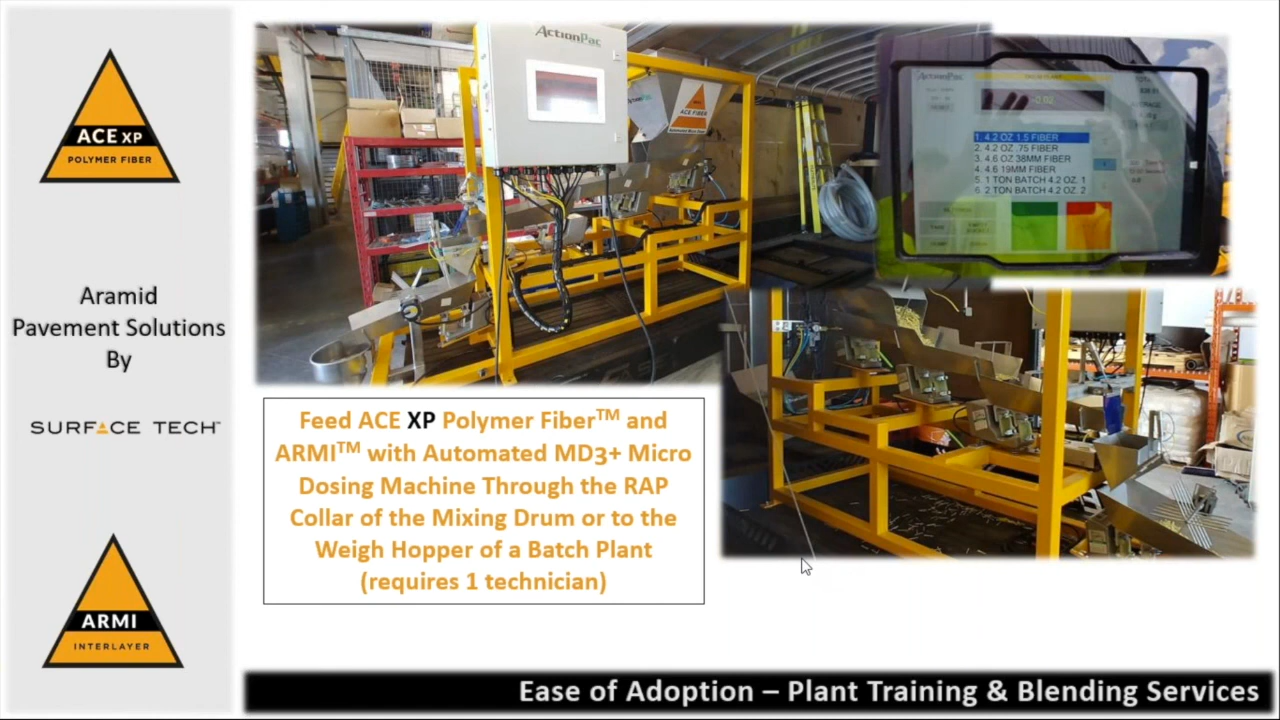 ACE XP
POLYMER FIBER
Aramid
Pavement Solutions
By
SURFACE TECH
ARMI
INTERLAYER
ActionPac
ACE FIBER
ActionPac
-0.02
1. 4.2 OZ 1.5 FIBER
2. 4.2 OZ .75 FIBER
3. 4.6 OZ 38MM FIBER
4. 4.6 19MM FIBER
5. 1 TON BATCH 4.2 OZ. 1
6. 2 TON BATCH 4.2 OZ. 2
Feed ACE XP Polymer Fiber™ and
ARMI™ with Automated MD3+ Micro
Dosing Machine Through the RAP
Collar of the Mixing Drum or to the
Weigh Hopper of a Batch Plant
(requires 1 technician)
Ease of Adoption – Plant Training & Blending Services